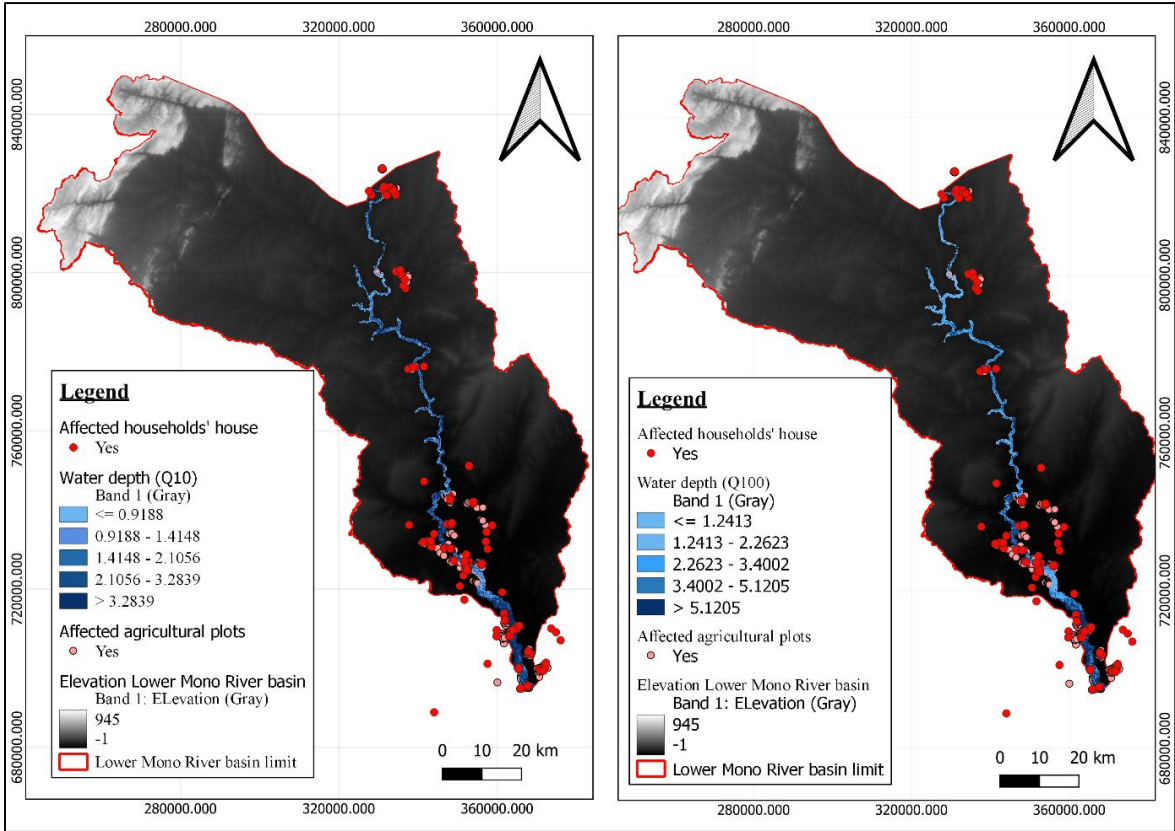 280000.000 320000.000 360000.000
840000.000
800000.000
760000.000
720000.000
680000.000
Legend
Affected households' house
Yes
Water depth (Q10)
Band 1 (Gray)
<= 0.9188
0.9188 - 1.4148
1.4148 - 2.1056
2.1056 - 3.2839
> 3.2839
Affected agricultural plots
Yes
Elevation Lower Mono River basin
Band 1: ELevation (Gray)
945
-1
Lower Mono River basin limit
0 10 20 km
280000.000 320000.000 360000.000
280000.000 320000.000 360000.000
Legend
Affected households' house
Yes
Water depth (Q100)
Band 1 (Gray)
<= 1.2413
1.2413 - 2.2623
2.2623 - 3.4002
3.4002 - 5.1205
> 5.1205
Affected agricultural plots
Yes
Elevation Lower Mono River basin
Band 1: ELevation (Gray)
945
-1
Lower Mono River basin limit
0 10 20 km
840000.000
800000.000
760000.000
720000.000
680000.000
280000.000 320000.000 360000.000